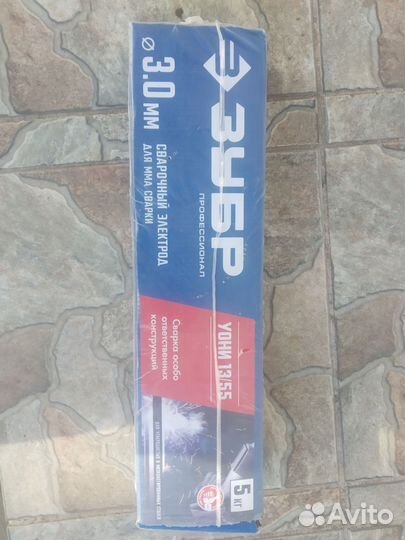 ЗУБР
ПРОФЕССИОНАЛ
Ø 3.0 мм
СВАРОЧНЫЙ ЭЛЕКТРОД
ДЛЯ ММА СВАРКИ
УОНИ 13/55
Сварка особо
ответственных
конструкций
5 кг
Avito